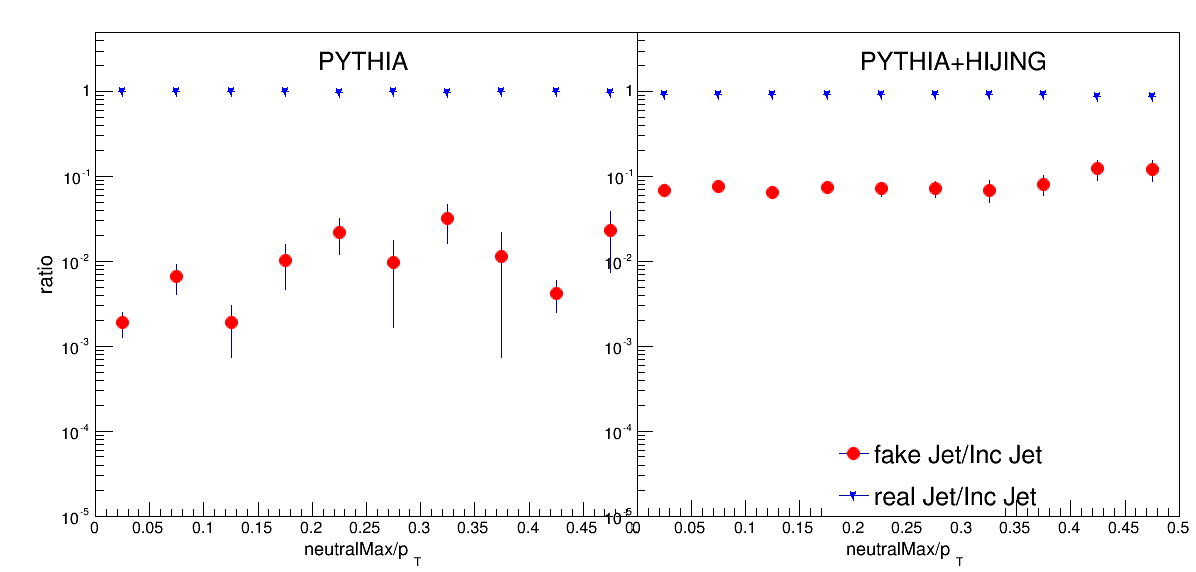 PYTHIA
PYTHIA+HIJING
ratio
1
10^-1
10^-2
10^-3
10^-4
10^-5
1
10^-1
10^-2
10^-3
10^-4
10^-5
fake Jet/Inc Jet
real Jet/Inc Jet
0 0.05 0.1 0.15 0.2 0.25 0.3 0.35 0.4 0.45
0 0.05 0.1 0.15 0.2 0.25 0.3 0.35 0.4 0.45 0.5
neutralMax/p_T
neutralMax/p_T